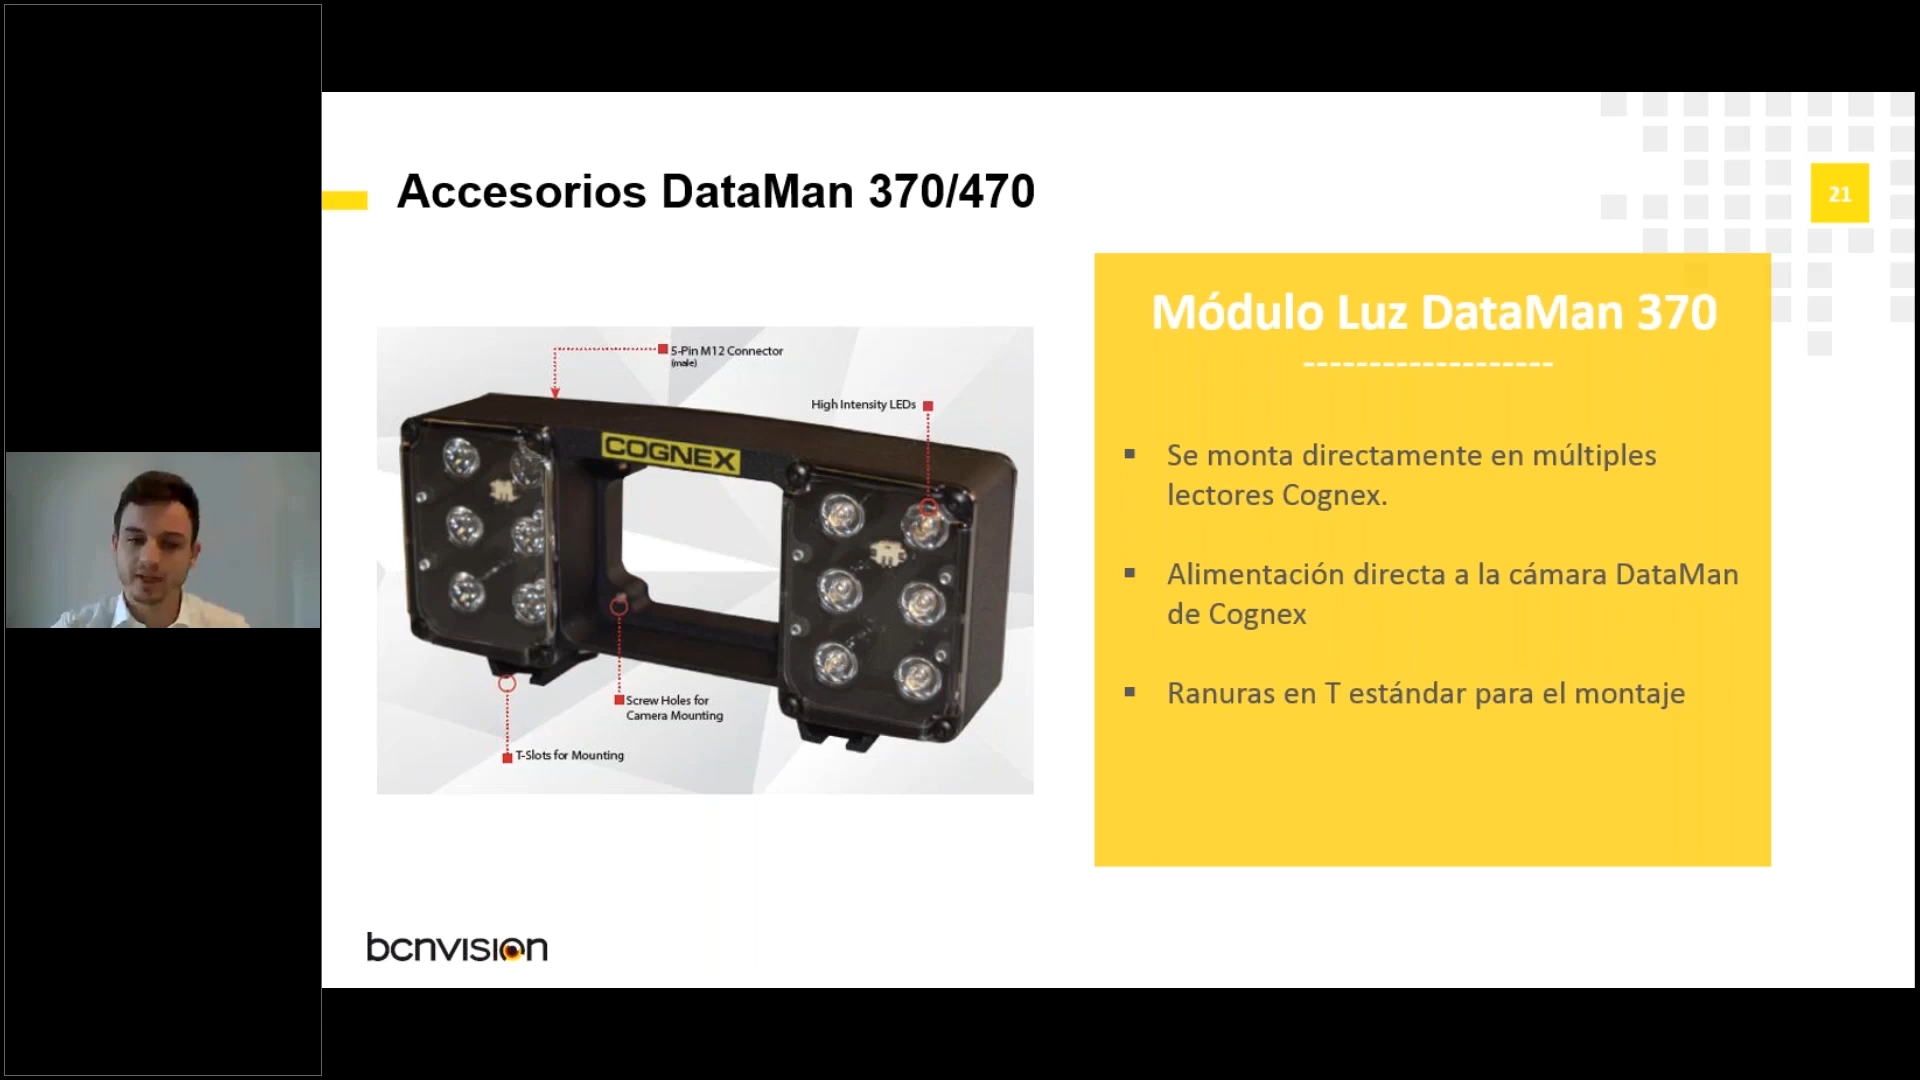 Accesorios DataMan 370/470
21
5-Pin M12 Connector
(male)
High Intensity LEDs
COGNEX
Screw Holes for
Camera Mounting
T-Slots for Mounting
Módulo Luz DataMan 370
-------------------
▪ Se monta directamente en múltiples
lectores Cognex.
▪ Alimentación directa a la cámara DataMan
de Cognex
▪ Ranuras en T estándar para el montaje
bcnvision